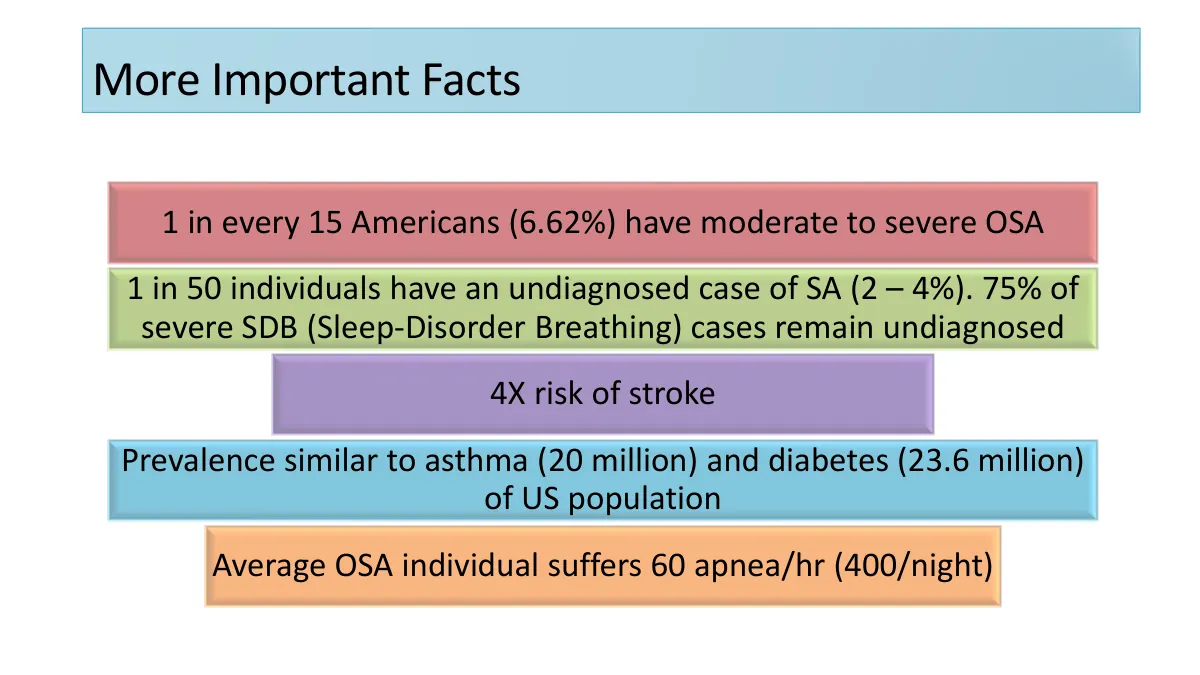 More Important Facts
1 in every 15 Americans (6.62%) have moderate to severe OSA
1 in 50 individuals have an undiagnosed case of SA (2 – 4%). 75% of
severe SDB (Sleep-Disorder Breathing) cases remain undiagnosed
4X risk of stroke
Prevalence similar to asthma (20 million) and diabetes (23.6 million)
of US population
Average OSA individual suffers 60 apnea/hr (400/night)